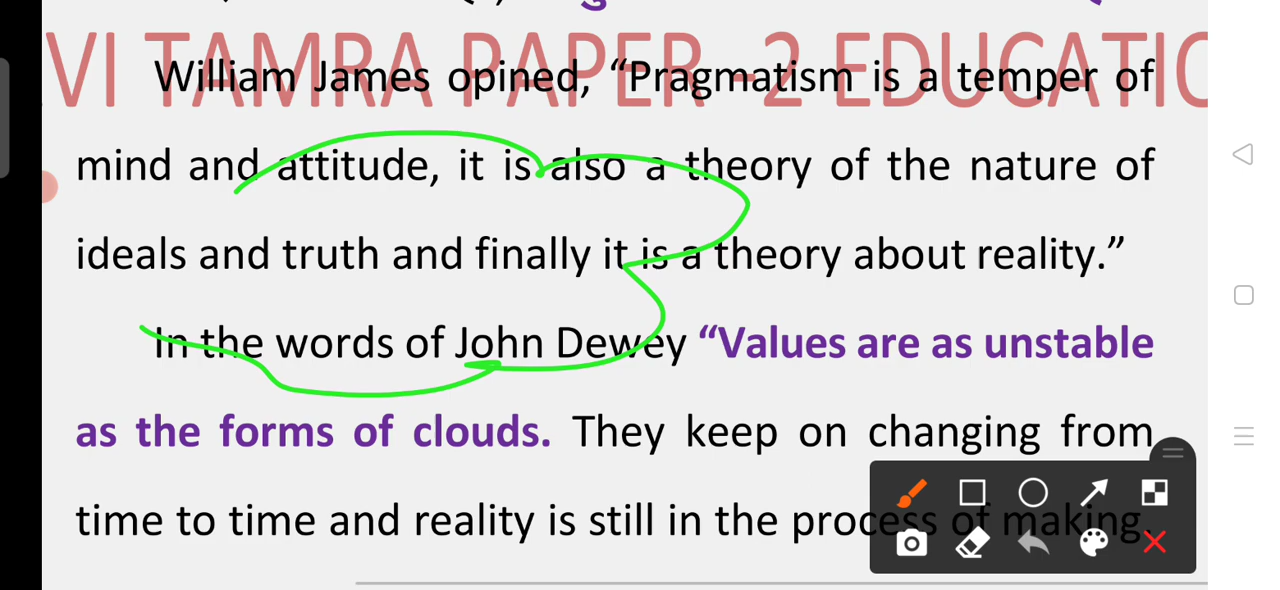 VI TAMRA PAPER -2 EDUCATIO
William James opined, “Pragmatism is a temper of
mind and attitude, it is also a theory of the nature of
ideals and truth and finally it is a theory about reality.”
In the words of John Dewey “Values are as unstable
as the forms of clouds. They keep on changing from
time to time and reality is still in the process of making.